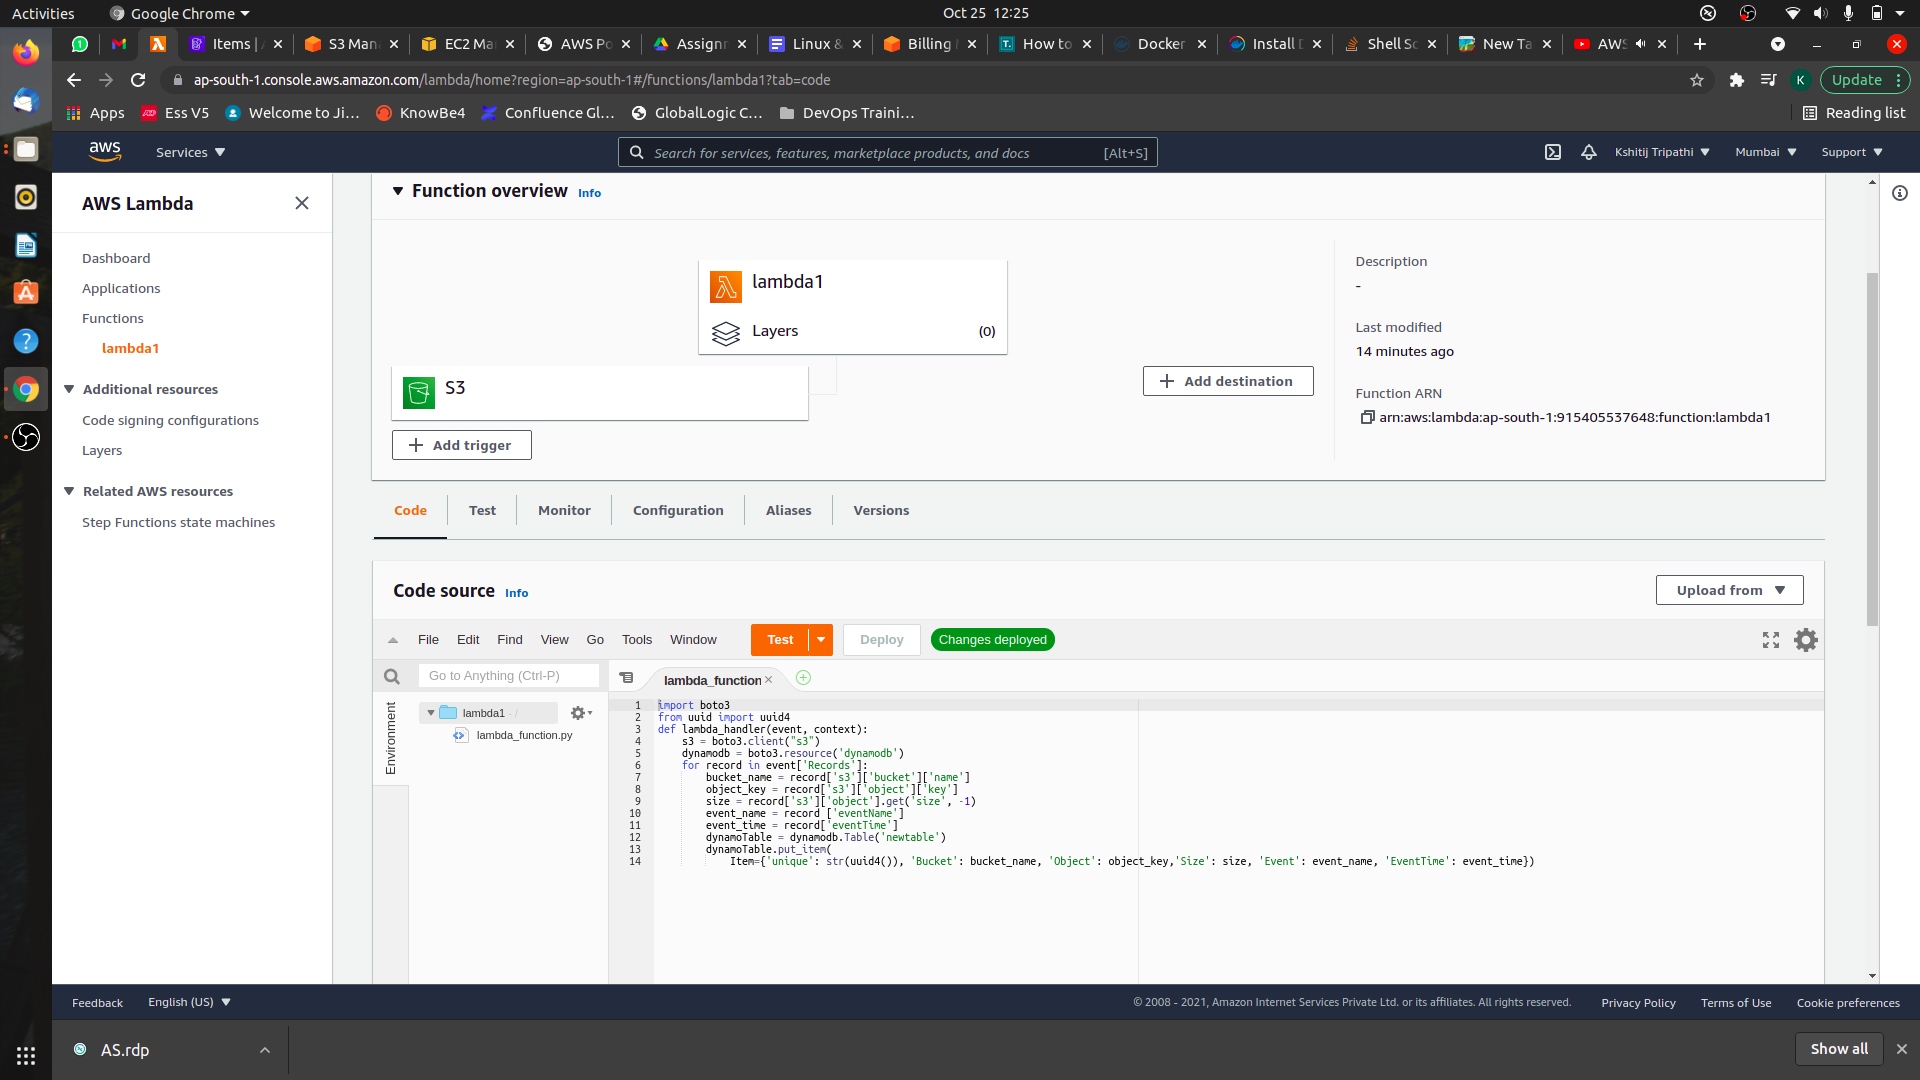 Activities
Google Chrome
Oct 25  12:25
Items | A
S3 Man
EC2 Ma
AWS Po
Assignm
Linux &
Billing M
How to
Docker
Install D
Shell Sc
New Ta
AWS
ap-south-1.console.aws.amazon.com/lambda/home?region=ap-south-1#/functions/lambda1?tab=code
K
Update
Apps
Ess V5
Welcome to Ji...
KnowBe4
Confluence Gl...
GlobalLogic C...
DevOps Traini...
Reading list
aws
Services
Search for services, features, marketplace products, and docs
[Alt+S]
Kshitij Tripathi
Mumbai
Support
AWS Lambda
Dashboard
Applications
Functions
lambda1
Additional resources
Code signing configurations
Layers
Related AWS resources
Step Functions state machines
Function overview
Info
lambda1
Layers
(0)
S3
Add trigger
Add destination
Description
-
Last modified
14 minutes ago
Function ARN
arn:aws:lambda:ap-south-1:915405537648:function:lambda1
Code
Test
Monitor
Configuration
Aliases
Versions
Code source
Info
Upload from
File
Edit
Find
View
Go
Tools
Window
Test
Deploy
Changes deployed
Go to Anything (Ctrl-P)
lambda_function
Environment
lambda1 - /
lambda_function.py
1 import boto3
2 from uuid import uuid4
3 def lambda_handler(event, context):
4     s3 = boto3.client("s3")
5     dynamodb = boto3.resource('dynamodb')
6     for record in event['Records']:
7         bucket_name = record['s3']['bucket']['name']
8         object_key = record['s3']['object']['key']
9         size = record['s3']['object'].get('size', -1)
10         event_name = record ['eventName']
11         event_time = record['eventTime']
12         dynamoTable = dynamodb.Table('newtable')
13         dynamoTable.put_item(
14             Item={'unique': str(uuid4()), 'Bucket': bucket_name, 'Object': object_key,'Size': size, 'Event': event_name, 'EventTime': event_time})
Feedback
English (US)
© 2008 - 2021, Amazon Internet Services Private Ltd. or its affiliates. All rights reserved.
Privacy Policy
Terms of Use
Cookie preferences
AS.rdp
Show all